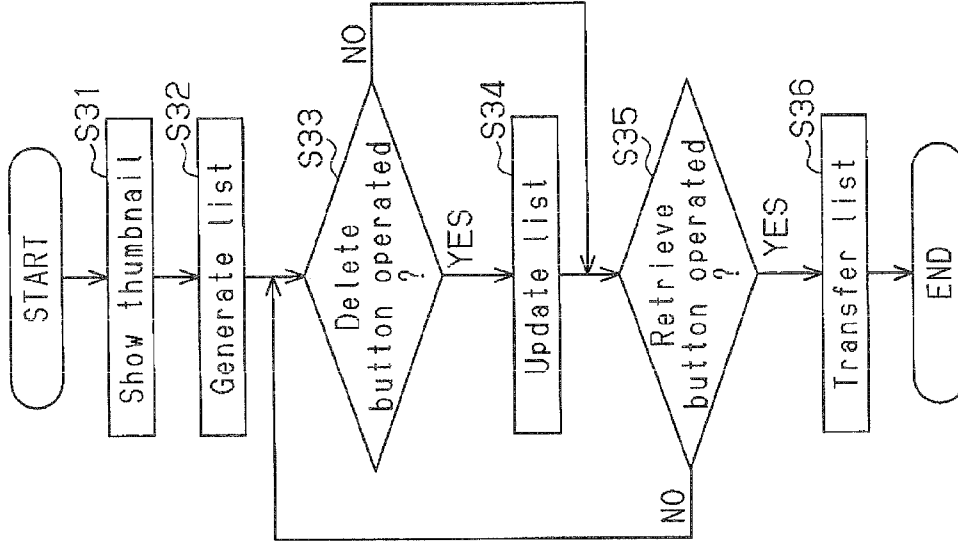 START
S31
Show thumbnail
S32
Generate list
S33
Delete
button operated
?
NO
YES
S34
Update list
S35
Retrieve
button operated
?
NO
YES
S36
Transfer list
END